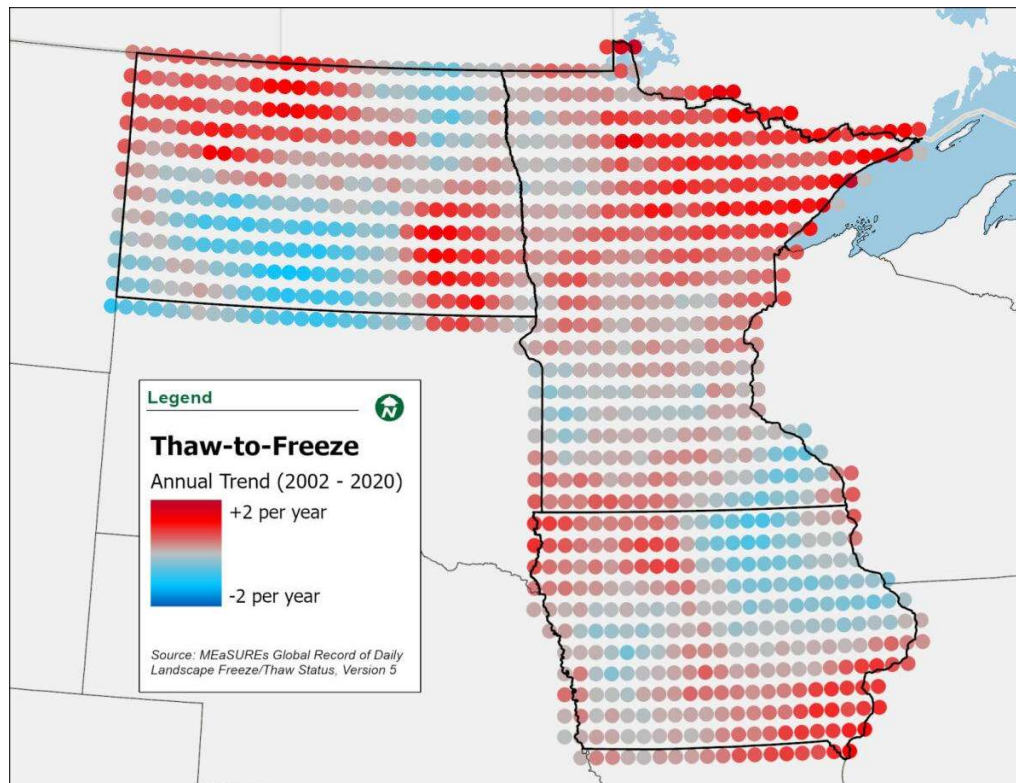 Legend
N
Thaw-to-Freeze
Annual Trend (2002 - 2020)
+2 per year
-2 per year
Source: MEaSUREs Global Record of Daily
Landscape Freeze/Thaw Status, Version 5